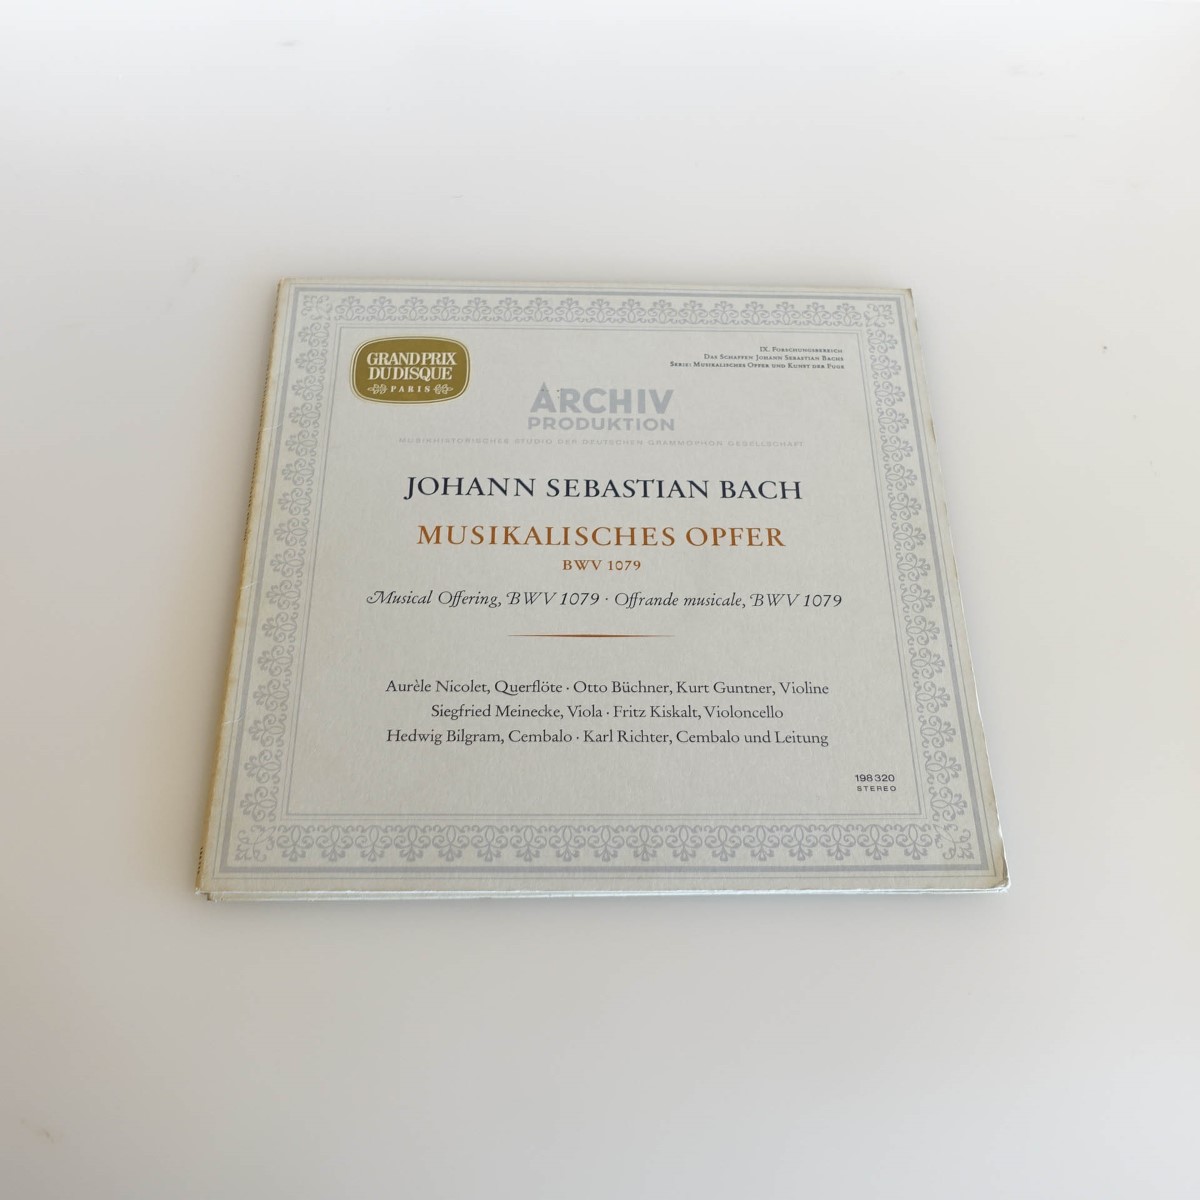 GRAND PRIX
DU DISQUE
PARIS
IX. Forschungsbereich
Das Schaffen Johann Sebastian Bachs
Serie: Musikalisches Opfer und Kunst der Fuge
ARCHIV
PRODUKTION
MUSIKHISTORISCHES STUDIO DER DEUTSCHEN GRAMMOPHON GESELLSCHAFT
JOHANN SEBASTIAN BACH
MUSIKALISCHES OPFER
BWV 1079
Musical Offering, BWV 1079 · Offrande musicale, BWV 1079
Aurèle Nicolet, Querflöte · Otto Büchner, Kurt Guntner, Violine
Siegfried Meinecke, Viola · Fritz Kiskalt, Violoncello
Hedwig Bilgram, Cembalo · Karl Richter, Cembalo und Leitung
198 320
STEREO